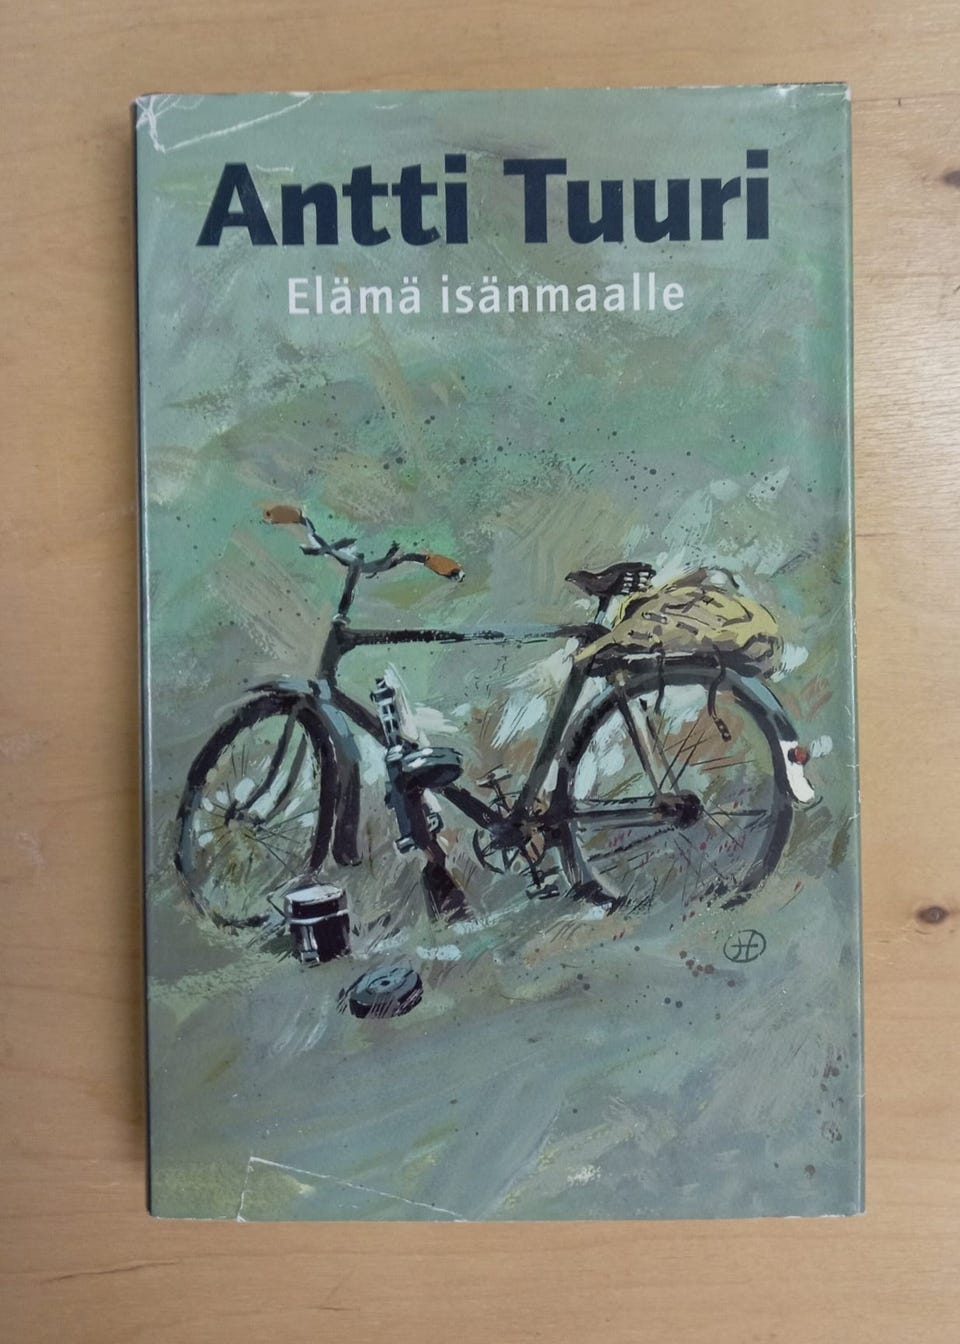 Antti Tuuri
Elämä isänmaalle